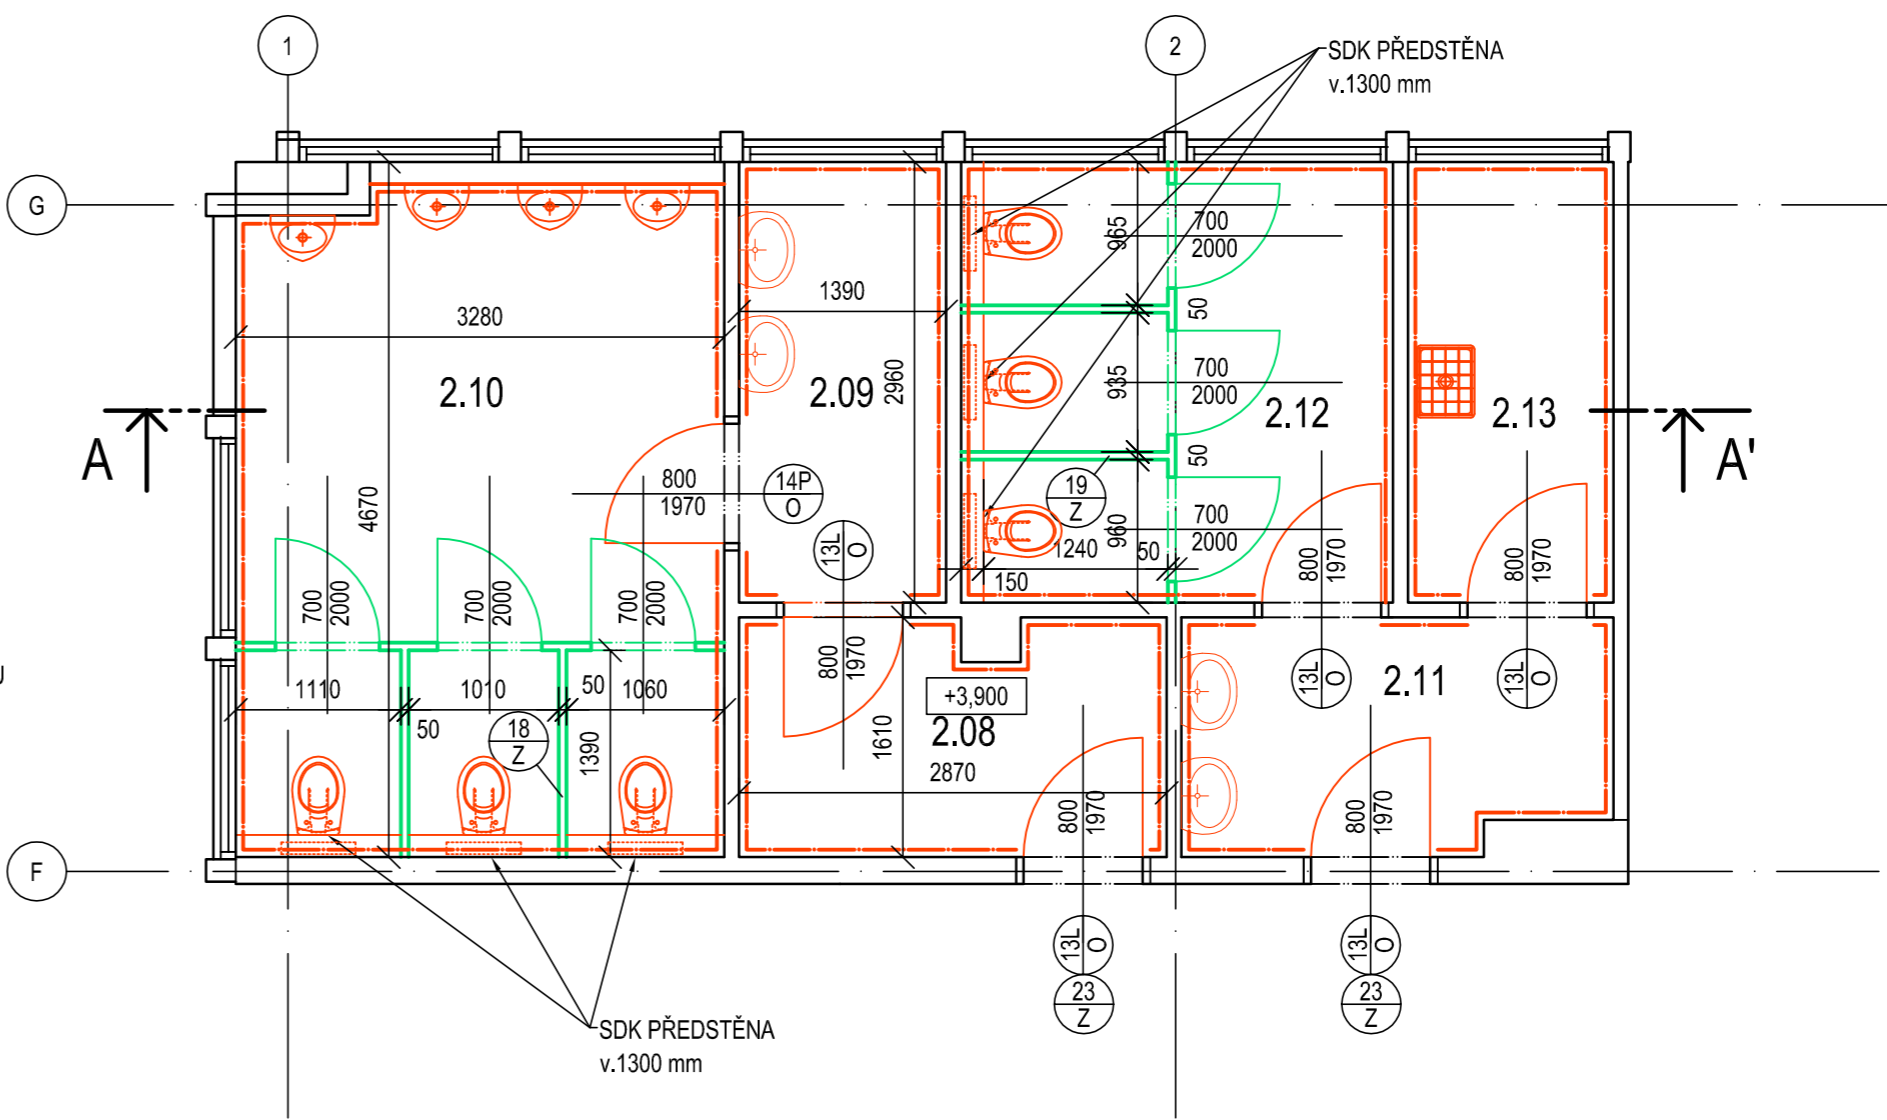 1
2
SDK PŘEDSTĚNA
v.1300 mm
G
965
700
2000
50
1390
3280
2960
935
700
2000
2.10
2.09
2.12
2.13
A
A'
50
4670
800
1970
14P
O
19
Z
960
700
2000
1240
50
150
13L
O
800
1970
800
1970
700
2000
700
2000
700
2000
800
1970
13L
O
13L
O
2.11
1110
1010
50
1060
+3,900
50
18
Z
1390
1610
2.08
2870
800
1970
800
1970
F
13L
O
13L
O
23
Z
23
Z
SDK PŘEDSTĚNA
v.1300 mm